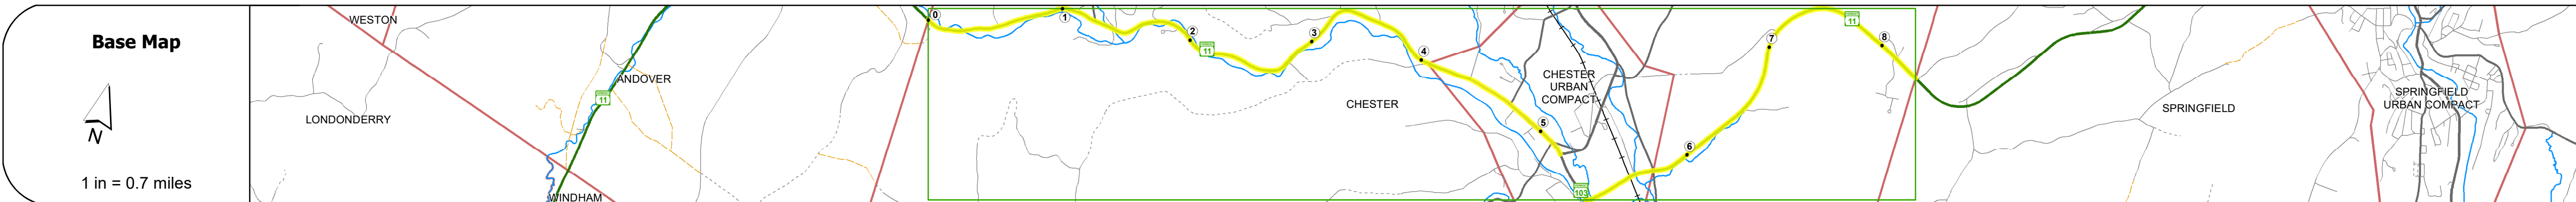 Base Map
N
1 in = 0.7 miles
WESTON
LONDONDERRY
ANDOVER
11
WINDHAM
0
1
2
11
3
4
CHESTER
CHESTER
URBAN
COMPACT
5
103
6
7
11
8
SPRINGFIELD
SPRINGFIELD
URBAN COMPACT